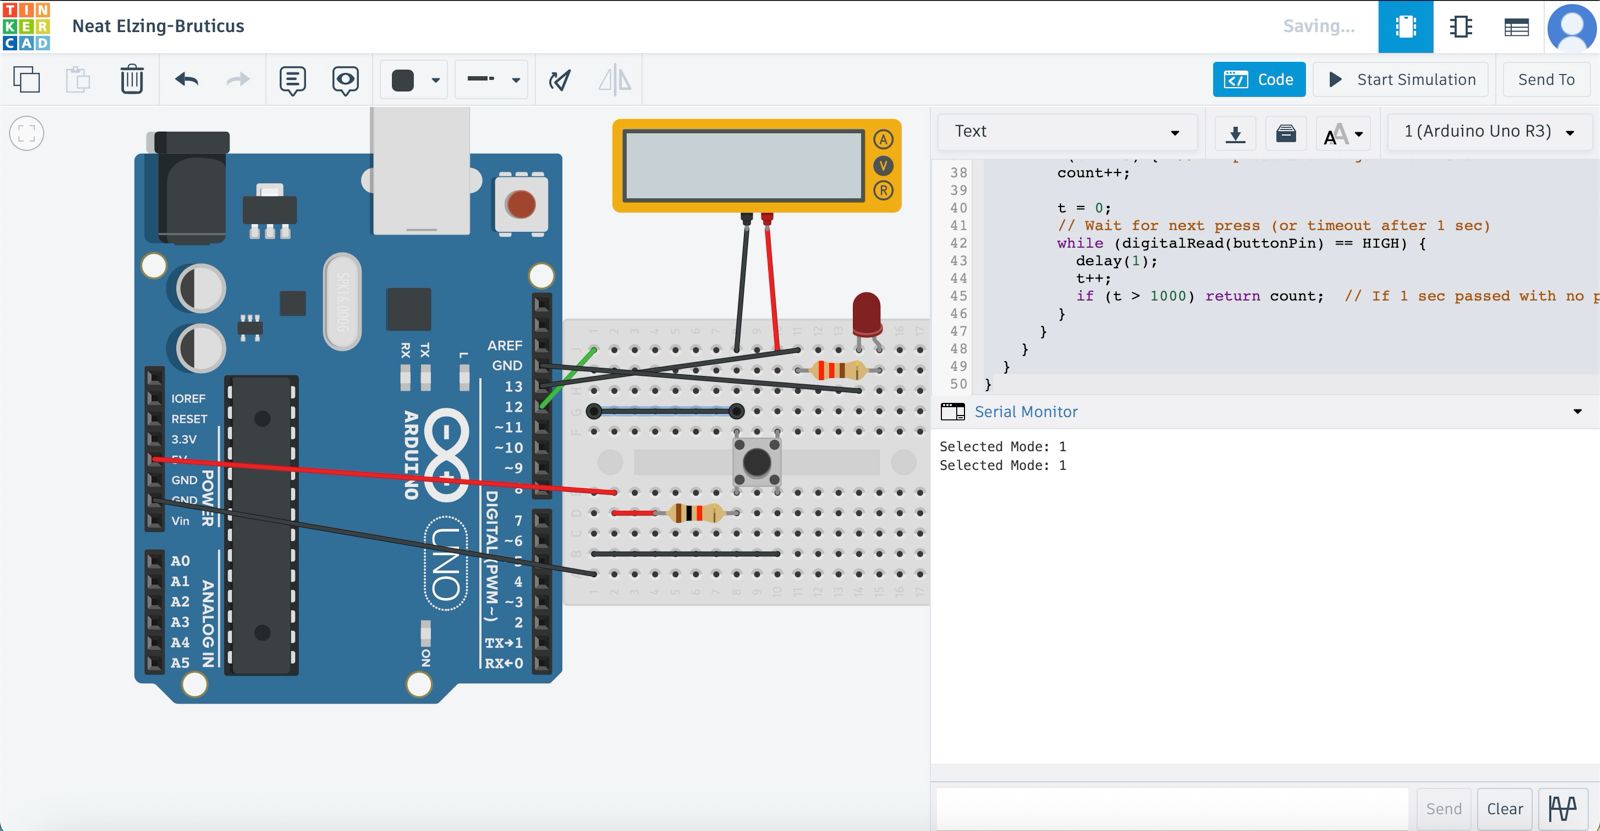 TIN
KER
CAD
Neat Elzing-Bruticus
Saving...
Code
Start Simulation
Send To
Text
1 (Arduino Uno R3)
A
V
R
38 count++;
39
40 t = 0;
41 // Wait for next press (or timeout after 1 sec)
42 while (digitalRead(buttonPin) == HIGH) {
43 delay(1);
44 t++;
45 if (t > 1000) return count;  // If 1 sec passed with no p
46 }
47 }
48 }
49 }
50 }
Serial Monitor
Selected Mode: 1
Selected Mode: 1
Send
Clear
SPK16.000G
RX
TX
L
AREF
GND
13
12
~11
~10
~9
8
7
~6
5
4
~3
2
TX→1
RX←0
DIGITAL (PWM~)
ARDUINO
UNO
ON
IOREF
RESET
3.3V
5V
GND
GND
Vin
POWER
A0
A1
A2
A3
A4
A5
ANALOG IN